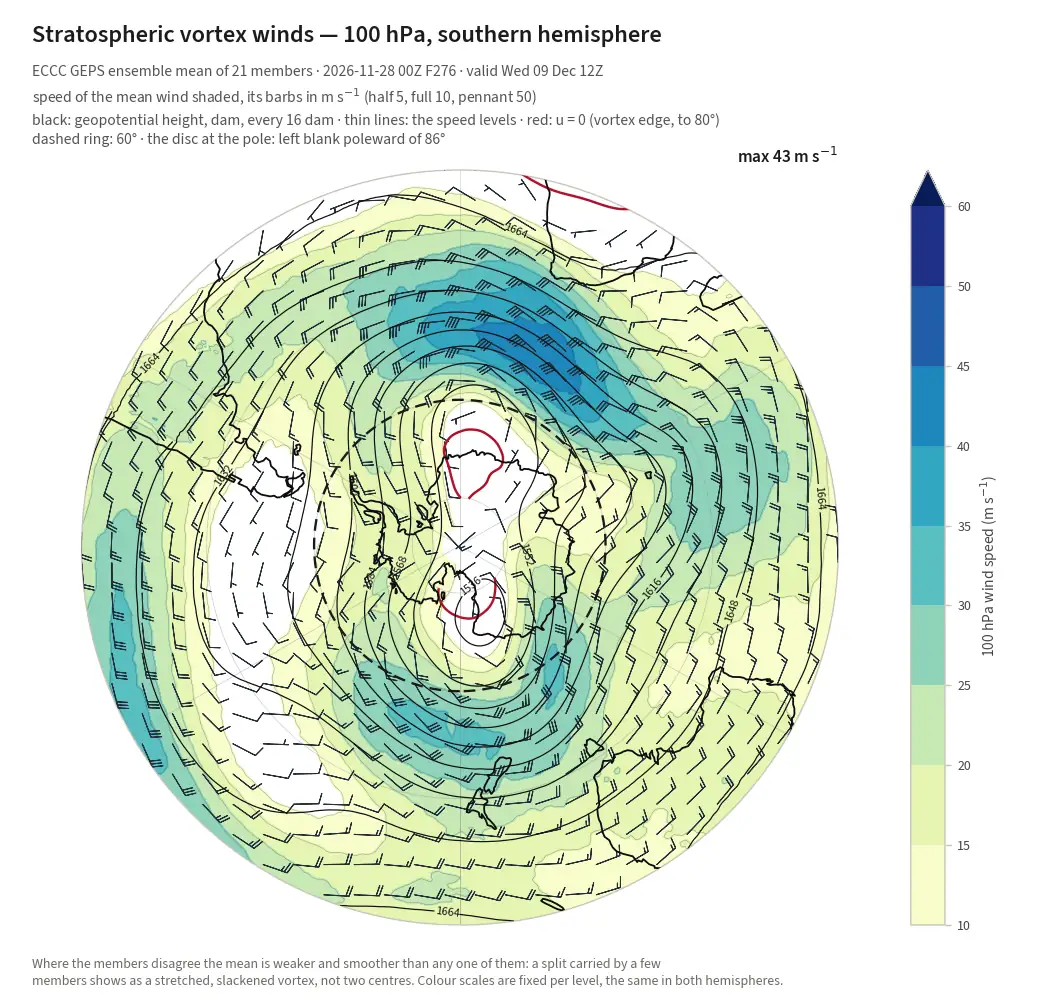 Stratospheric vortex winds — 100 hPa, southern hemisphere
ECCC GEPS ensemble mean of 21 members · 2026-11-28 00Z F276 · valid Wed 09 Dec 12Z
speed of the mean wind shaded, its barbs in m s⁻¹ (half 5, full 10, pennant 50)
black: geopotential height, dam, every 16 dam · thin lines: the speed levels · red: u = 0 (vortex edge, to 80°)
dashed ring: 60° · the disc at the pole: left blank poleward of 86°
max 43 m s⁻¹
60
50
45
40
35
30
25
20
15
10
100 hPa wind speed (m s⁻¹)
1664
1664
1664
1632
1568
1552
1536
1616
1648
1664
Where the members disagree the mean is weaker and smoother than any one of them: a split carried by a few
members shows as a stretched, slackened vortex, not two centres. Colour scales are fixed per level, the same in both hemispheres.